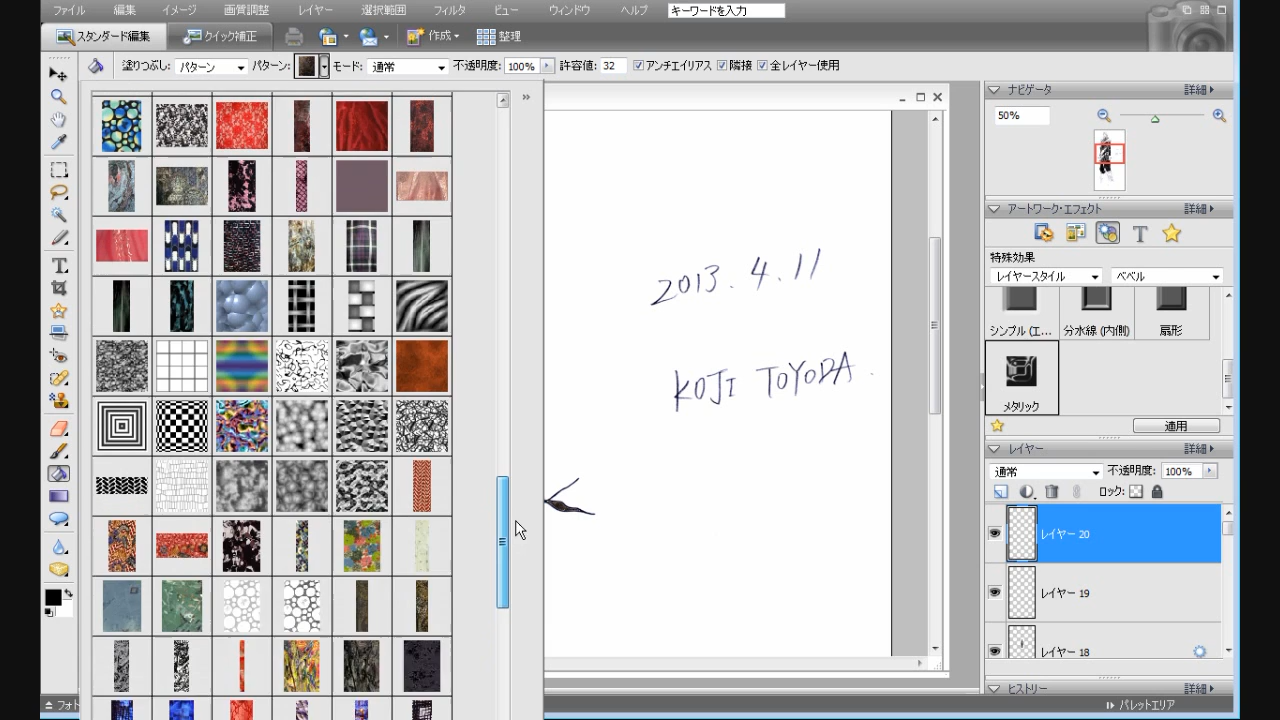 ファイル 編集 イメージ 画質調整 レイヤー 選択範囲 フィルタ ビュー ウィンドウ ヘルプ キーワードを入力
スタンダード編集 クイック補正 作成 整理
塗りつぶし: パターン パターン: モード: 通常 不透明度: 100% 許容値: 32 アンチエイリアス 隣接 全レイヤー使用
ナビゲータ 詳細
50%
アートワーク・エフェクト 詳細
特殊効果
レイヤースタイル ベベル
シンプル (エ... 分水線 (内側) 扇形
メタリック
適用
レイヤー 詳細
通常 不透明度: 100%
ロック:
レイヤー 20
レイヤー 19
レイヤー 18
ヒストリー 詳細
パレットエリア
フォト
2013.4.11
KOJI TOYODA.